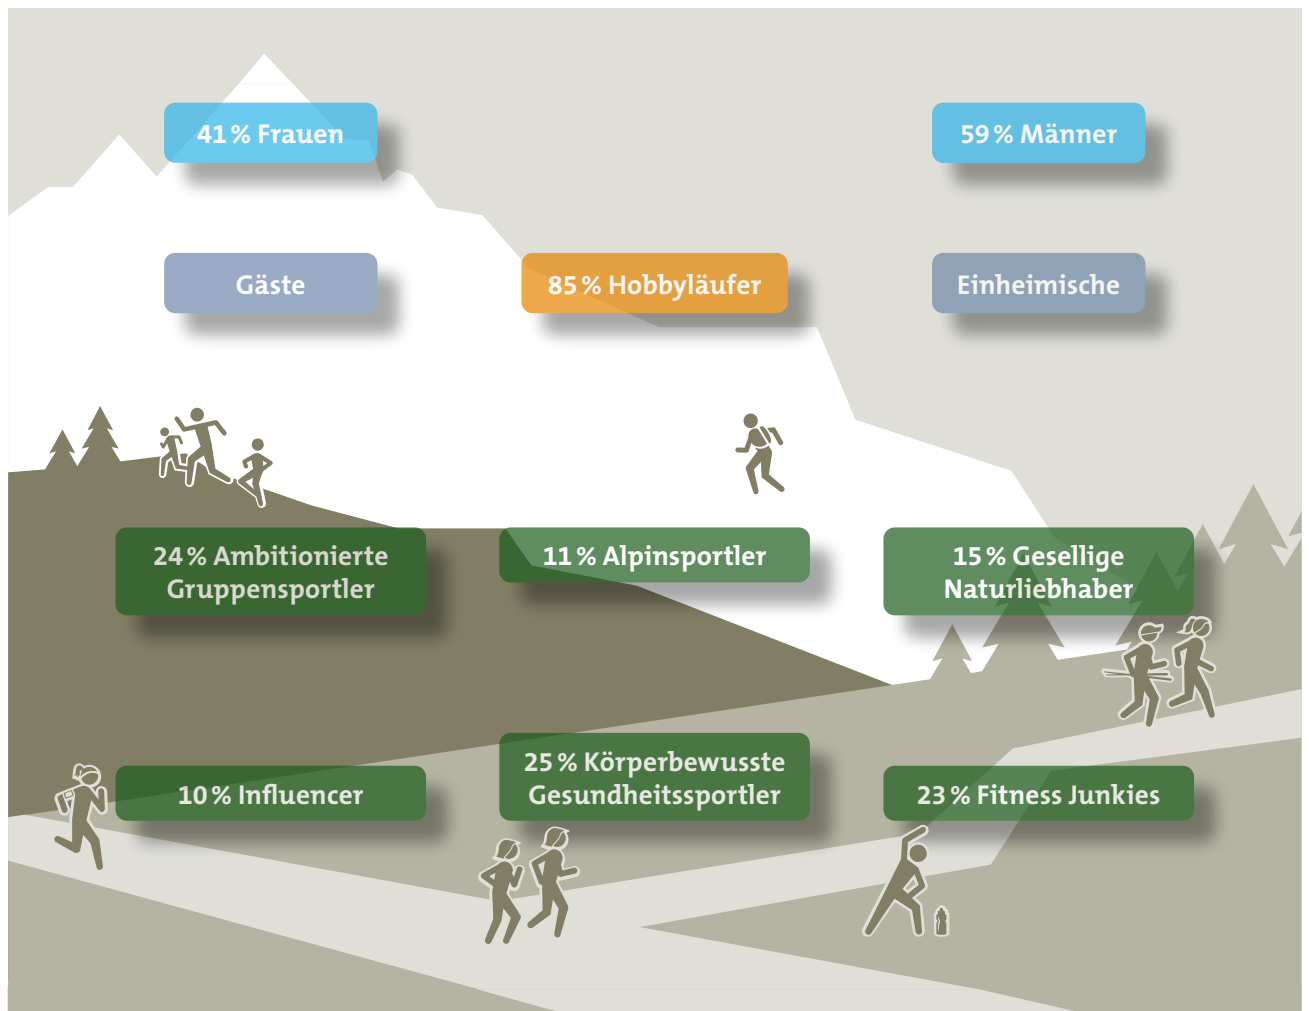 41 % Frauen
59 % Männer
Gäste
85 % Hobbyläufer
Einheimische
24 % Ambitionierte
Gruppensportler
11 % Alpinsportler
15 % Gesellige
Naturliebhaber
10 % Influencer
25 % Körperbewusste
Gesundheitssportler
23 % Fitness Junkies